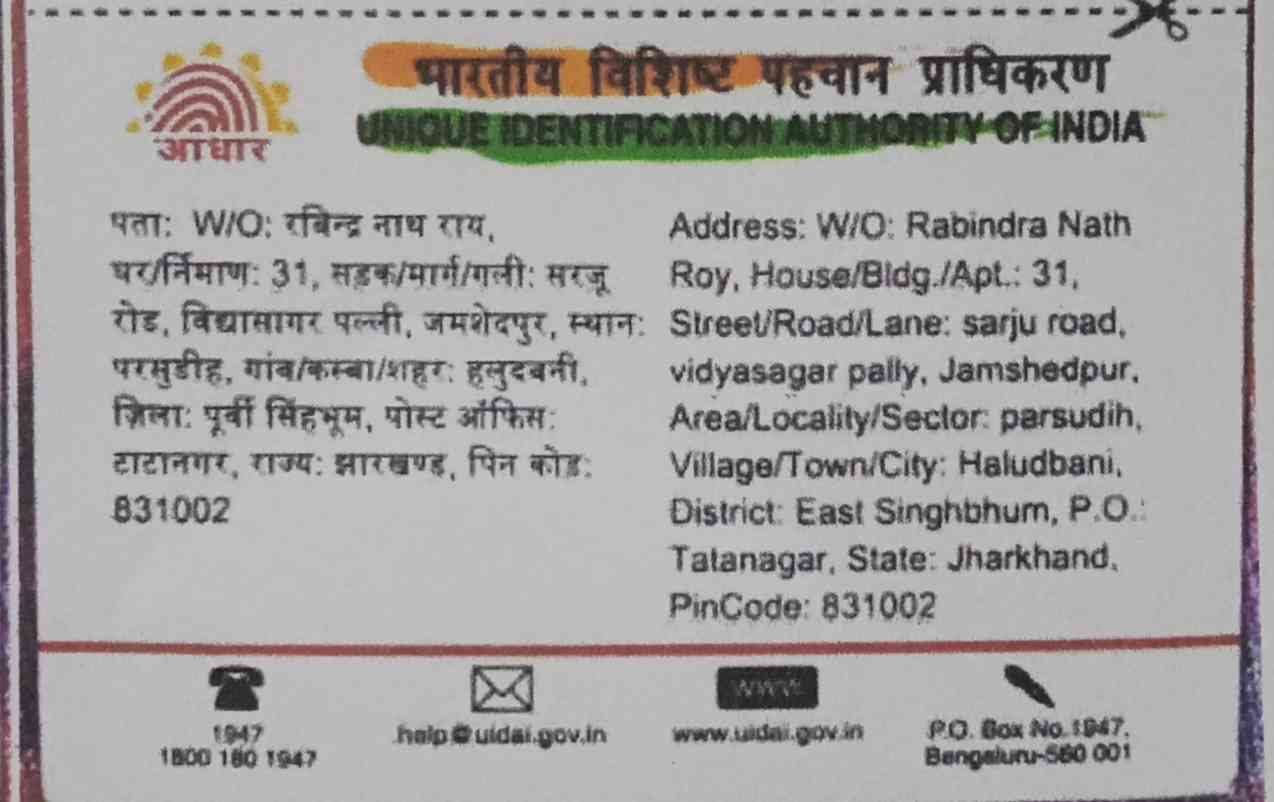 आधार
भारतीय विशिष्ट पहचान प्राधिकरण
UNIQUE IDENTIFICATION AUTHORITY OF INDIA
पता: W/O: रबिन्द्र नाथ राय,
घर/र्निमाण: 31, सड़क/मार्ग/गली: सरजू
रोड, विद्यासागर पल्ली, जमशेदपुर, स्थान:
परसुडीह, गांव/कस्बा/शहर: हलुदबनी,
ज़िला: पूर्वी सिंहभूम, पोस्ट ऑफिस:
टाटानगर, राज्य: झारखण्ड, पिन कोड:
831002
Address: W/O: Rabindra Nath
Roy, House/Bldg./Apt.: 31,
Street/Road/Lane: sarju road,
vidyasagar pally, Jamshedpur,
Area/Locality/Sector: parsudih,
Village/Town/City: Haludbani,
District: East Singhbhum, P.O.:
Tatanagar, State: Jharkhand,
PinCode: 831002
1947
1800 180 1947
help@uidai.gov.in
www
www.uidai.gov.in
P.O. Box No.1947,
Bengaluru-560 001